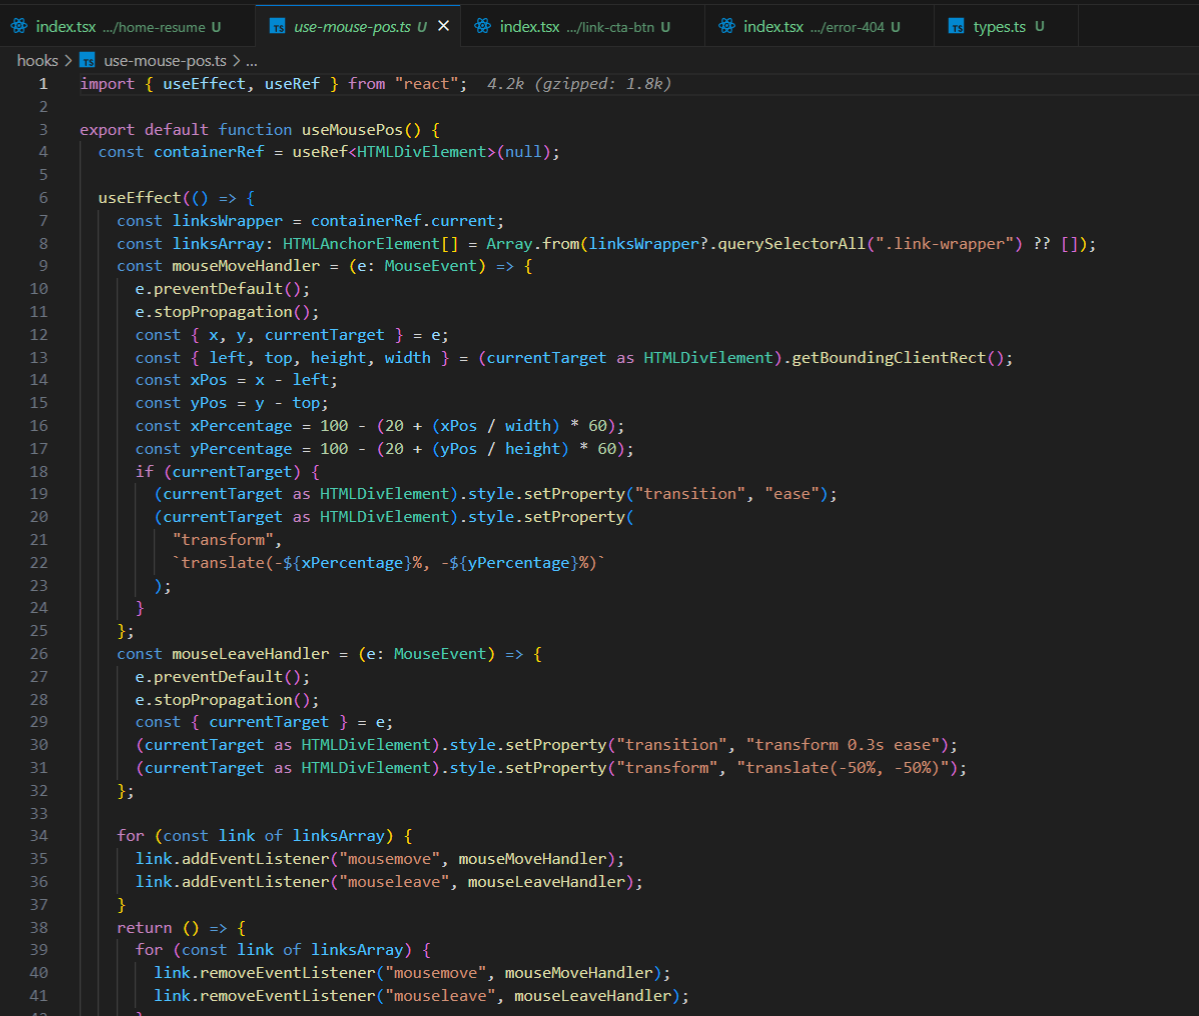 index.tsx .../home-resume U
TS use-mouse-pos.ts U ×
index.tsx .../link-cta-btn U
index.tsx .../error-404 U
TS types.ts U
hooks > TS use-mouse-pos.ts > ...
1 import { useEffect, useRef } from "react"; 4.2k (gzipped: 1.8k)
2
3 export default function useMousePos() {
4   const containerRef = useRef<HTMLDivElement>(null);
5
6   useEffect(() => {
7     const linksWrapper = containerRef.current;
8     const linksArray: HTMLAnchorElement[] = Array.from(linksWrapper?.querySelectorAll(".link-wrapper") ?? []);
9     const mouseMoveHandler = (e: MouseEvent) => {
10       e.preventDefault();
11       e.stopPropagation();
12       const { x, y, currentTarget } = e;
13       const { left, top, height, width } = (currentTarget as HTMLDivElement).getBoundingClientRect();
14       const xPos = x - left;
15       const yPos = y - top;
16       const xPercentage = 100 - (20 + (xPos / width) * 60);
17       const yPercentage = 100 - (20 + (yPos / height) * 60);
18       if (currentTarget) {
19         (currentTarget as HTMLDivElement).style.setProperty("transition", "ease");
20         (currentTarget as HTMLDivElement).style.setProperty(
21           "transform",
22           `translate(-${xPercentage}%, -${yPercentage}%)`
23         );
24       }
25     };
26     const mouseLeaveHandler = (e: MouseEvent) => {
27       e.preventDefault();
28       e.stopPropagation();
29       const { currentTarget } = e;
30       (currentTarget as HTMLDivElement).style.setProperty("transition", "transform 0.3s ease");
31       (currentTarget as HTMLDivElement).style.setProperty("transform", "translate(-50%, -50%)");
32     };
33
34     for (const link of linksArray) {
35       link.addEventListener("mousemove", mouseMoveHandler);
36       link.addEventListener("mouseleave", mouseLeaveHandler);
37     }
38     return () => {
39       for (const link of linksArray) {
40         link.removeEventListener("mousemove", mouseMoveHandler);
41         link.removeEventListener("mouseleave", mouseLeaveHandler);